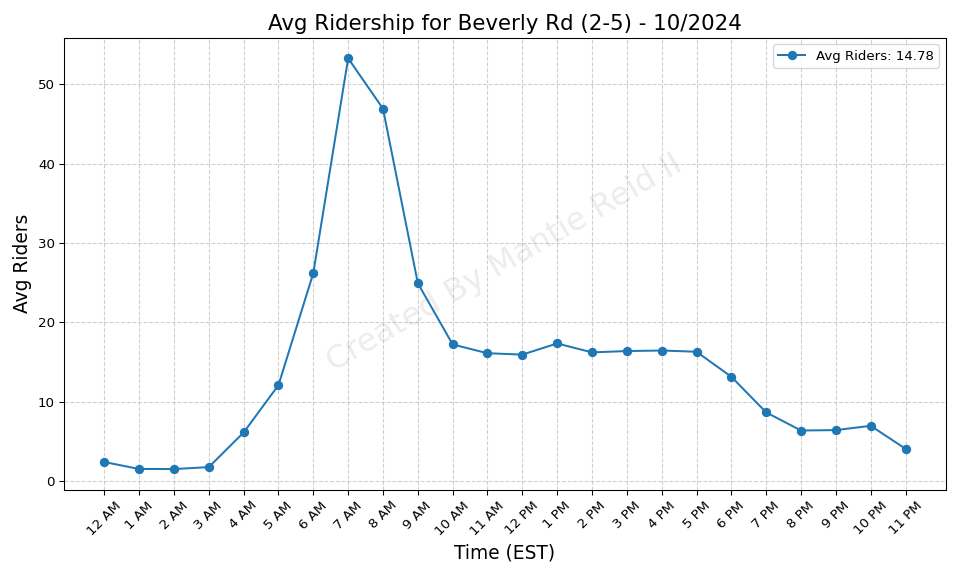 Avg Ridership for Beverly Rd (2-5) - 10/2024
Avg Riders: 14.78
Avg Riders
50
40
30
20
10
0
Created By Mantie Reid II
12 AM
1 AM
2 AM
3 AM
4 AM
5 AM
6 AM
7 AM
8 AM
9 AM
10 AM
11 AM
12 PM
1 PM
2 PM
3 PM
4 PM
5 PM
6 PM
7 PM
8 PM
9 PM
10 PM
11 PM
Time (EST)